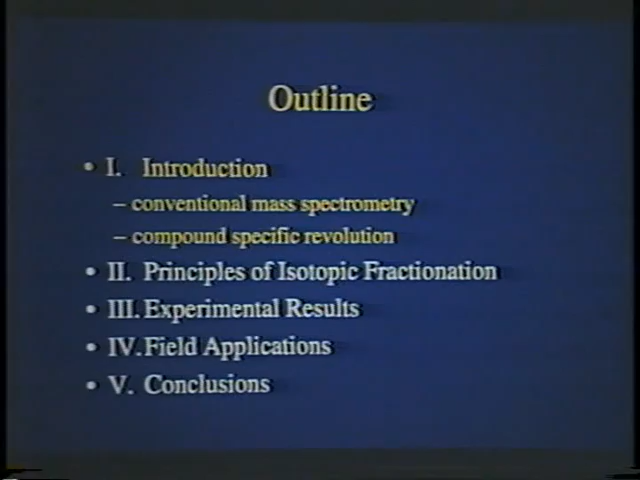 Outline
• I. Introduction
– conventional mass spectrometry
– compound specific revolution
• II. Principles of Isotopic Fractionation
• III. Experimental Results
• IV. Field Applications
• V. Conclusions